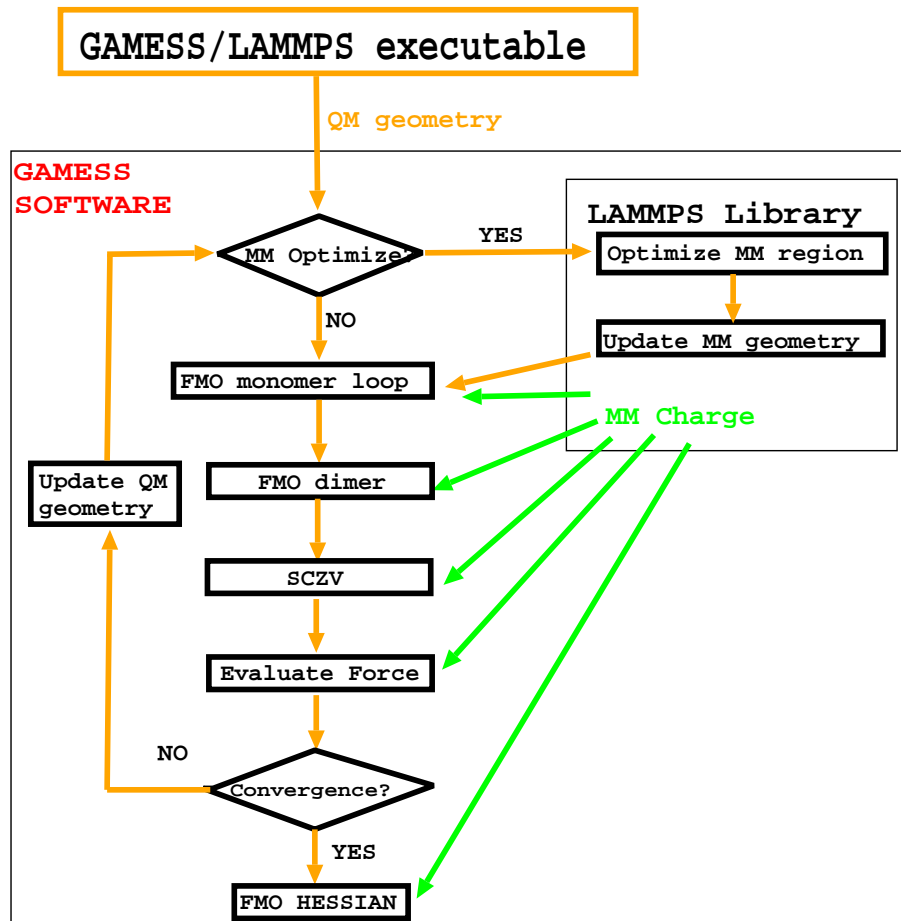 GAMESS/LAMMPS executable
QM geometry
GAMESS
SOFTWARE
LAMMPS Library
MM Optimize?
YES
Optimize MM region
NO
Update MM geometry
FMO monomer loop
MM Charge
Update QM
geometry
FMO dimer
SCZV
Evaluate Force
NO
Convergence?
YES
FMO HESSIAN